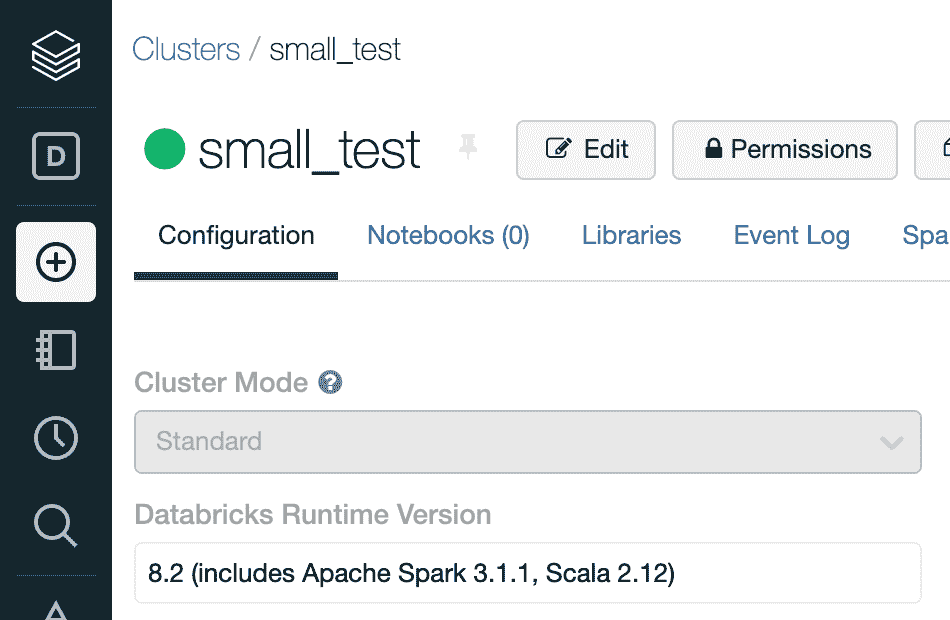 Clusters / small_test
D
small_test Edit Permissions
Configuration Notebooks (0) Libraries Event Log Spa
Cluster Mode ?
Standard
Databricks Runtime Version
8.2 (includes Apache Spark 3.1.1, Scala 2.12)